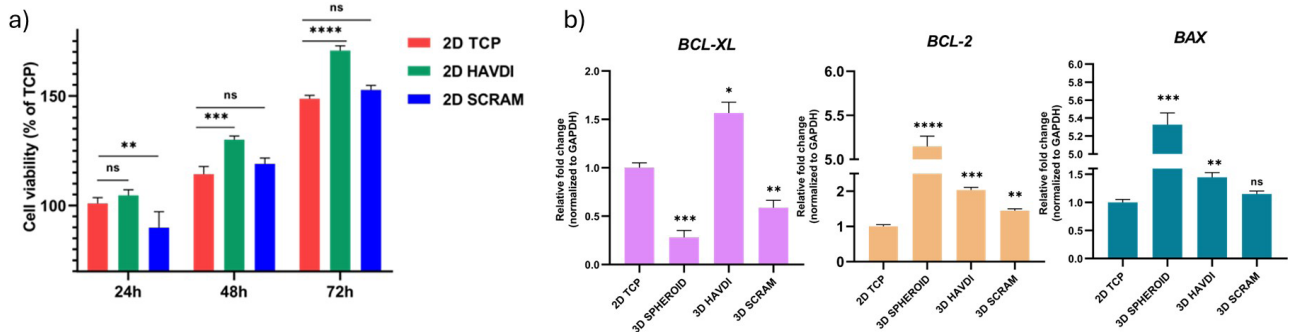 a)
Cell viability (% of TCP)
150
100
ns
**
ns
***
ns
****
24h
48h
72h
2D TCP
2D HAVDI
2D SCRAM
b)
BCL-XL
Relative fold change
(normalized to GAPDH)
2.0
1.5
1.0
0.5
0.0
***
*
**
2D TCP
3D SPHEROID
3D HAVDI
3D SCRAM
BCL-2
Relative fold change
(normalized to GAPDH)
6.0
5.5
5.0
2
1
0
****
***
**
2D TCP
3D SPHEROID
3D HAVDI
3D SCRAM
BAX
Relative fold change
(normalized to GAPDH)
6.0
5.8
5.6
5.4
5.2
5.0
1.5
1.0
0.5
0.0
***
**
ns
2D TCP
3D SPHEROID
3D HAVDI
3D SCRAM